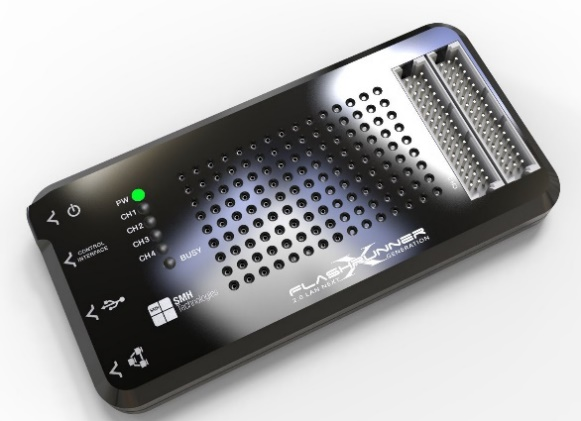 PW
CH1
CH2
CH3
CH4
BUSY
CONTROL
INTERFACE
SMH
Technologies
FLASHRUNNER
2.0 LAN NEXT GENERATION